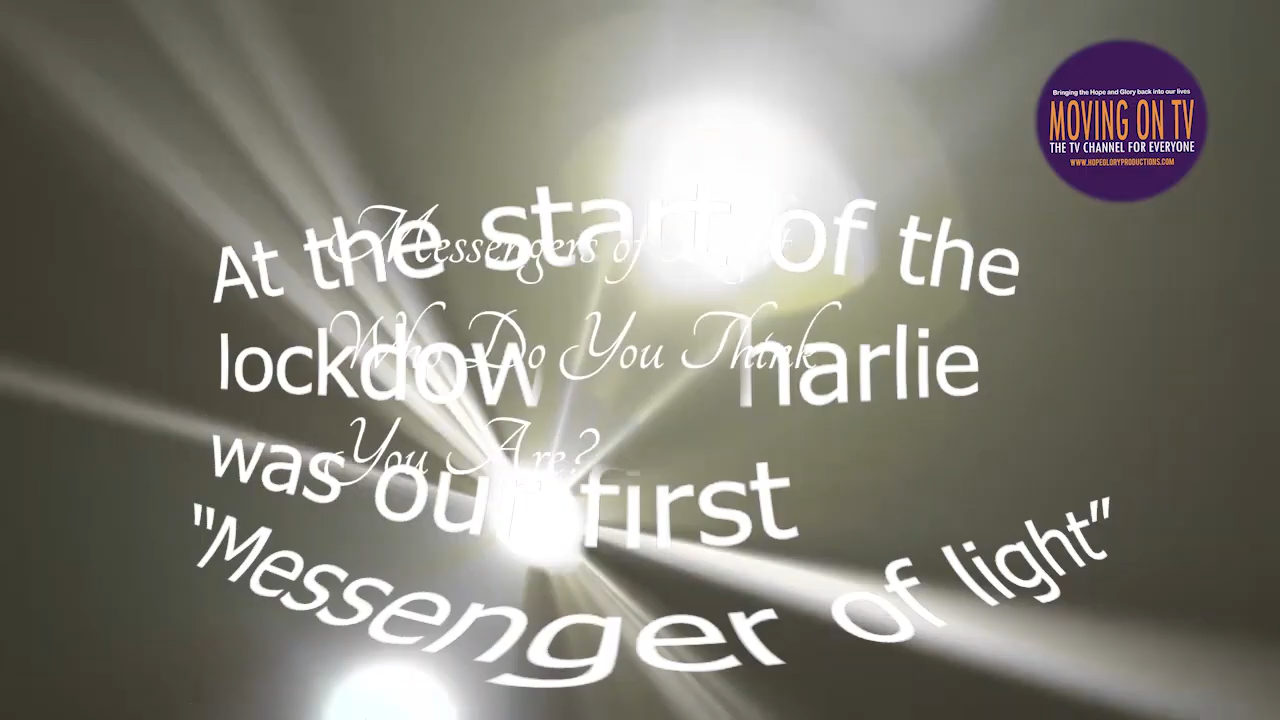 Bringing the Hope and Glory back into our lives
MOVING ON TV
THE TV CHANNEL FOR EVERYONE
WWW.HOPEGLORYPRODUCTIONS.COM
At the start of the
lockdow harlie
was our first
“Messenger of light”
Messengers of Light
Who Do You Think
You Are?